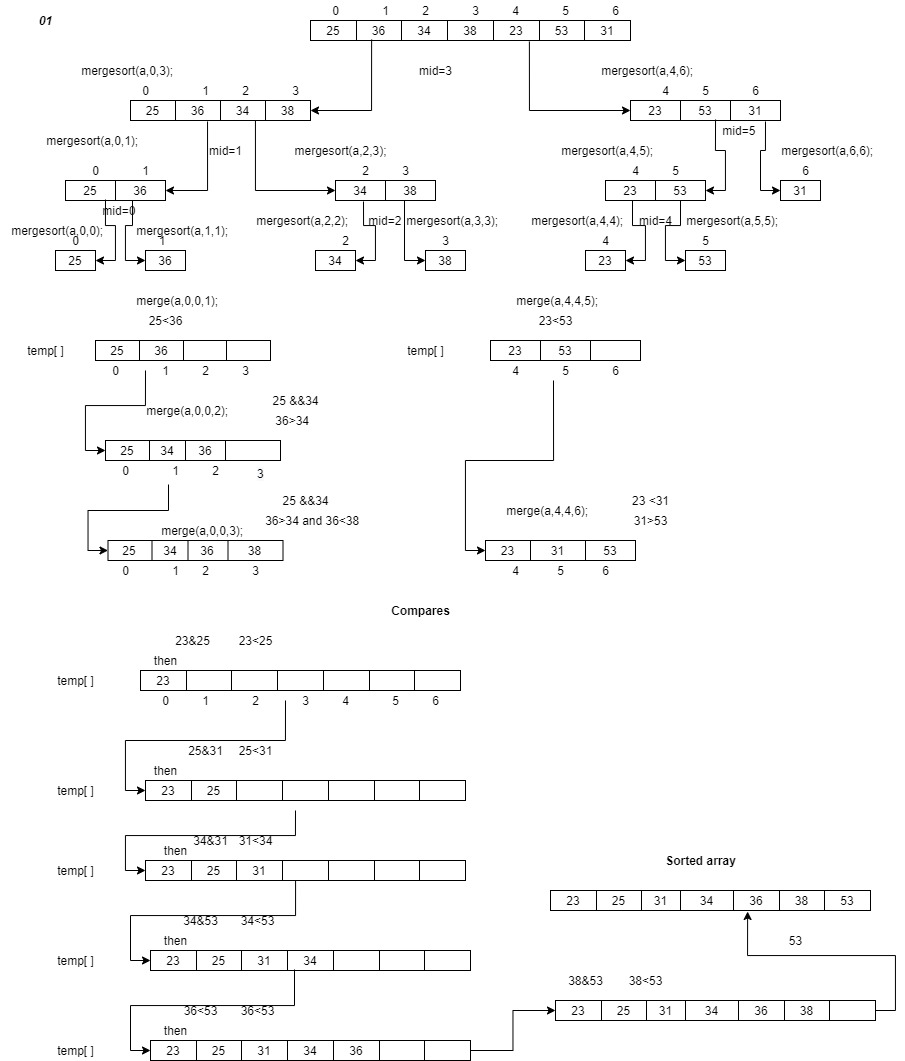 01
0 1 2 3 4 5 6
25 36 34 38 23 53 31
mergesort(a,0,3); mid=3 mergesort(a,4,6);
0 1 2 3 4 5 6
25 36 34 38 23 53 31
mergesort(a,0,1); mid=1 mergesort(a,2,3); mergesort(a,4,5); mid=5 mergesort(a,6,6);
0 1 2 3 4 5 6
25 36 34 38 23 53 31
mid=0
mergesort(a,0,0); mergesort(a,1,1); mergesort(a,2,2); mid=2 mergesort(a,3,3); mergesort(a,4,4); mid=4 mergesort(a,5,5);
0 1 2 3 4 5
25 36 34 38 23 53
merge(a,0,0,1); merge(a,4,4,5);
25<36 23<53
temp[ ] 25 36 temp[ ] 23 53
0 1 2 3 4 5 6
merge(a,0,0,2); 25 &&34
36>34
25 34 36
0 1 2 3
25 &&34 23 <31
36>34 and 36<38 31>53
merge(a,0,0,3); merge(a,4,4,6);
25 34 36 38 23 31 53
0 1 2 3 4 5 6
Compares
23&25 23<25
then
temp[ ] 23
0 1 2 3 4 5 6
25&31 25<31
then
temp[ ] 23 25
34&31 31<34
then
temp[ ] 23 25 31
Sorted array
23 25 31 34 36 38 53
34&53 34<53
then 53
temp[ ] 23 25 31 34
38&53 38<53
36<53 36<53
23 25 31 34 36 38
then
temp[ ] 23 25 31 34 36